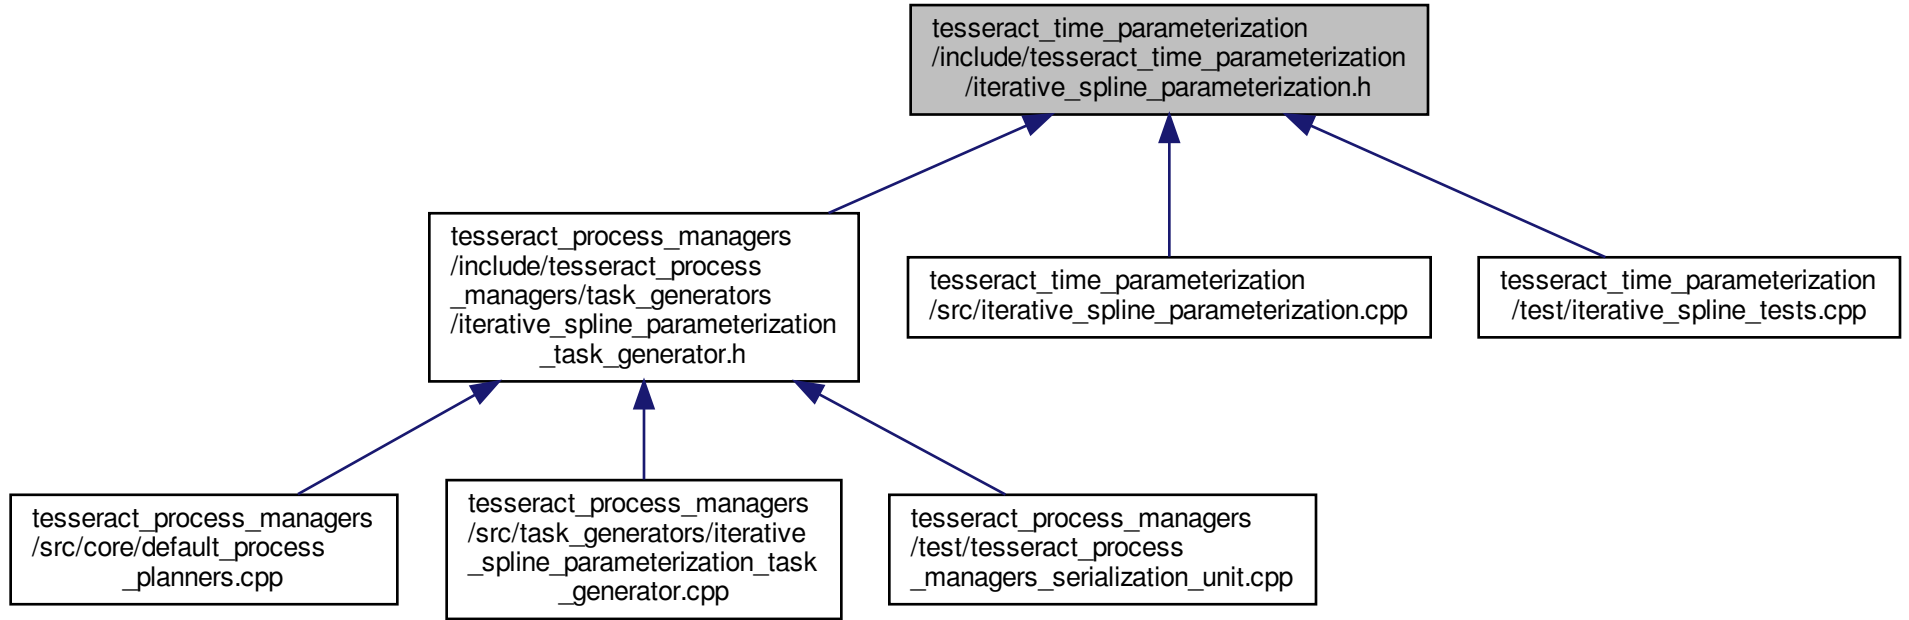 tesseract_time_parameterization
/include/tesseract_time_parameterization
/iterative_spline_parameterization.h
tesseract_process_managers
/include/tesseract_process
_managers/task_generators
/iterative_spline_parameterization
_task_generator.h
tesseract_time_parameterization
/src/iterative_spline_parameterization.cpp
tesseract_time_parameterization
/test/iterative_spline_tests.cpp
tesseract_process_managers
/src/core/default_process
_planners.cpp
tesseract_process_managers
/src/task_generators/iterative
_spline_parameterization_task
_generator.cpp
tesseract_process_managers
/test/tesseract_process
_managers_serialization_unit.cpp